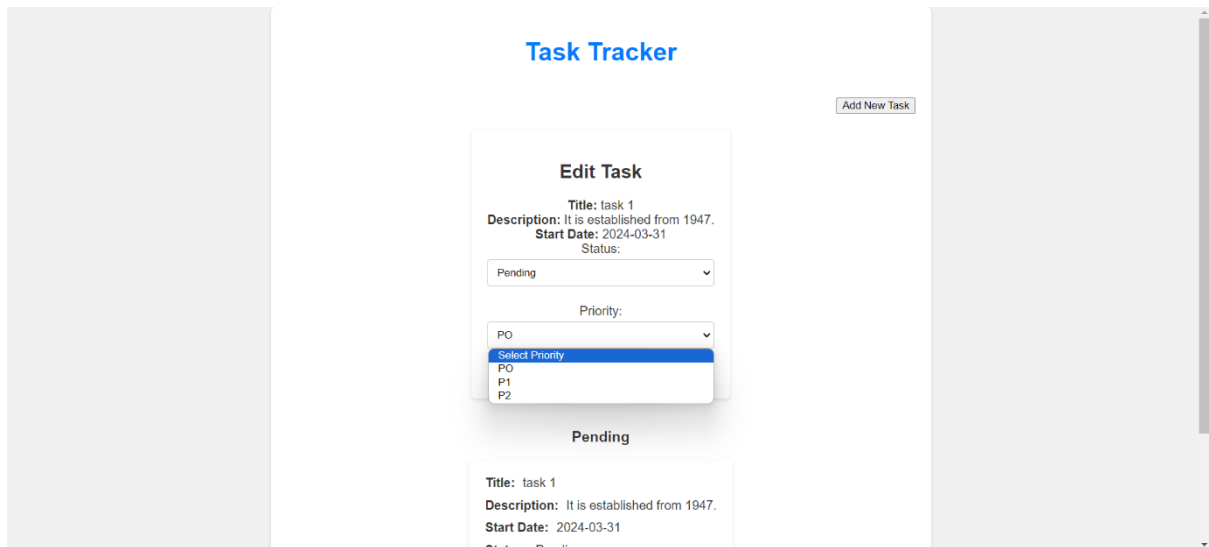 Task Tracker
Add New Task
Edit Task
Title: task 1
Description: It is established from 1947.
Start Date: 2024-03-31
Status:
Pending
Priority:
PO
Select Priority
PO
P1
P2
Pending
Title: task 1
Description: It is established from 1947.
Start Date: 2024-03-31